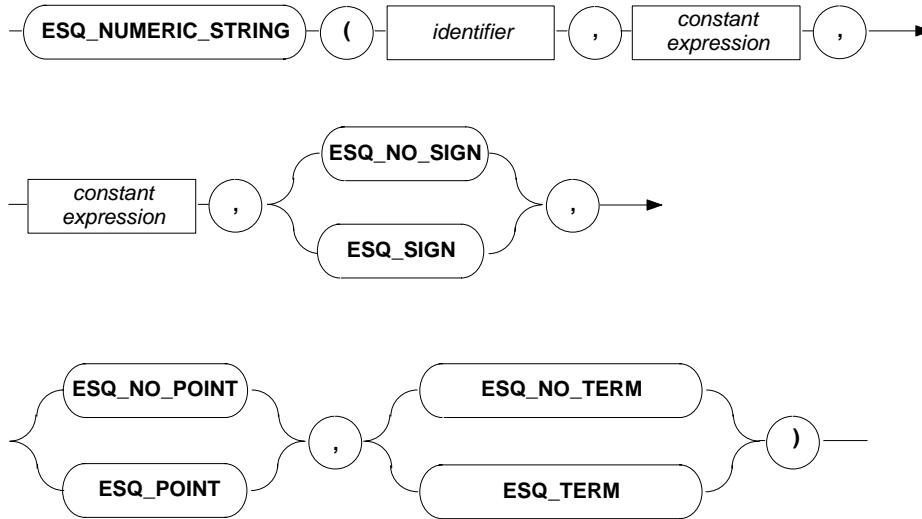 ESQ_NUMERIC_STRING ( identifier , constant expression ,
constant expression , ESQ_NO_SIGN ESQ_SIGN ,
ESQ_NO_POINT ESQ_POINT , ESQ_NO_TERM ESQ_TERM )